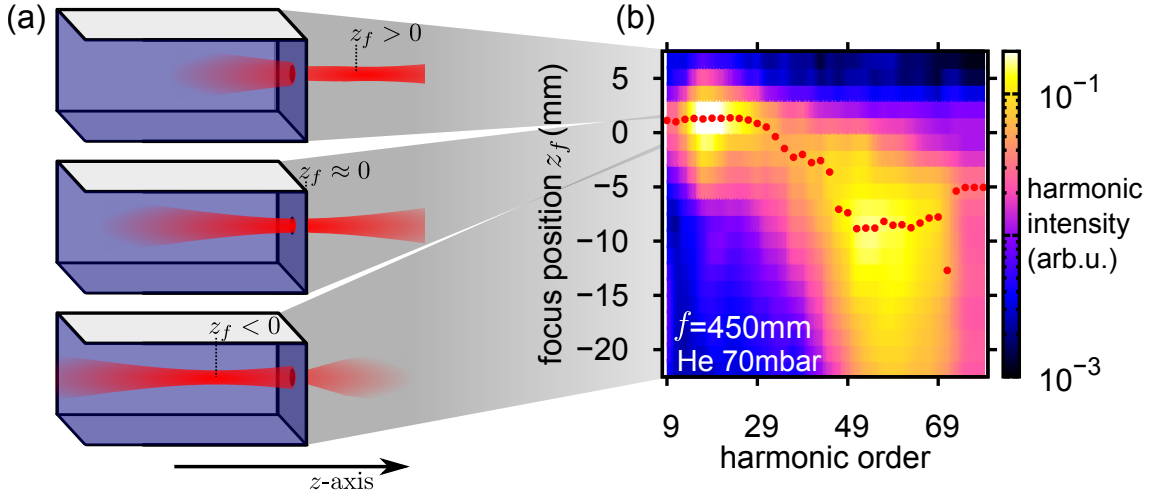 (a)
z_f > 0
z_f ≈ 0
z_f < 0
z-axis
(b)
focus position z_f (mm)
5
0
−5
−10
−15
−20
f=450mm
He 70mbar
9 29 49 69
harmonic order
10⁻¹
10⁻³
harmonic
intensity
(arb.u.)